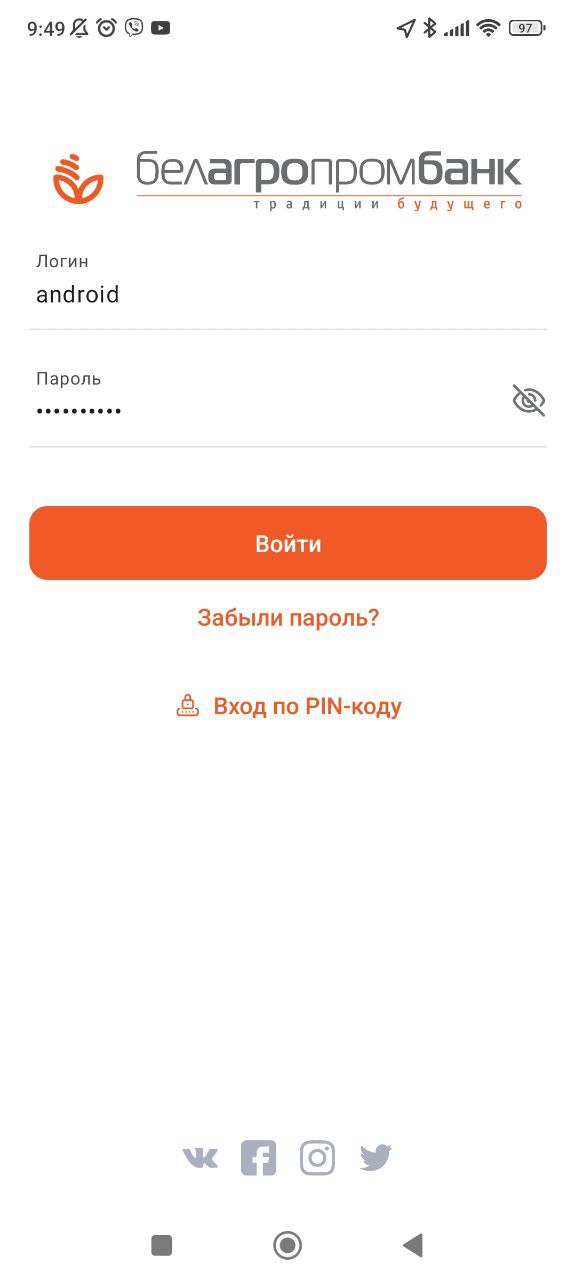 9:49
97
белагропромбанк
традиции будущего
Логин
android
Пароль
••••••••••
Войти
Забыли пароль?
Вход по PIN-коду